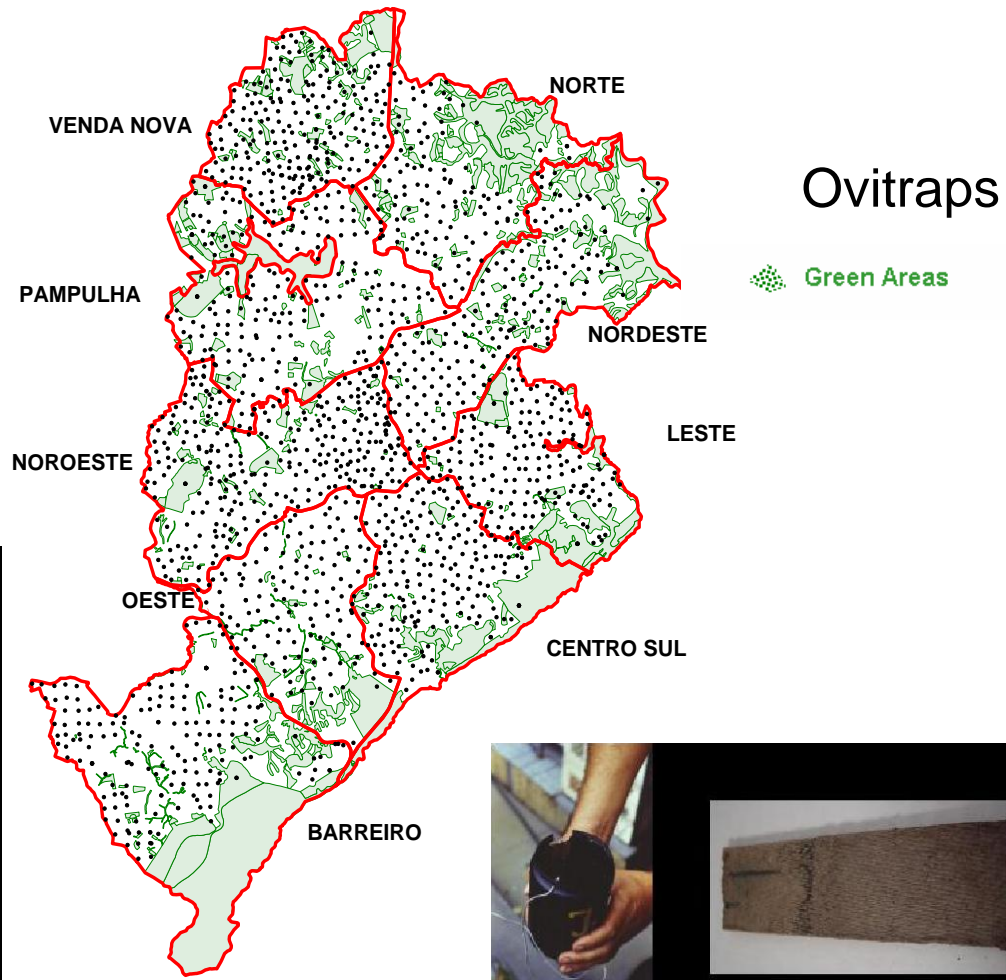 NORTE
VENDA NOVA
Ovitraps
Green Areas
PAMPULHA
NORDESTE
LESTE
NOROESTE
OESTE
CENTRO SUL
BARREIRO